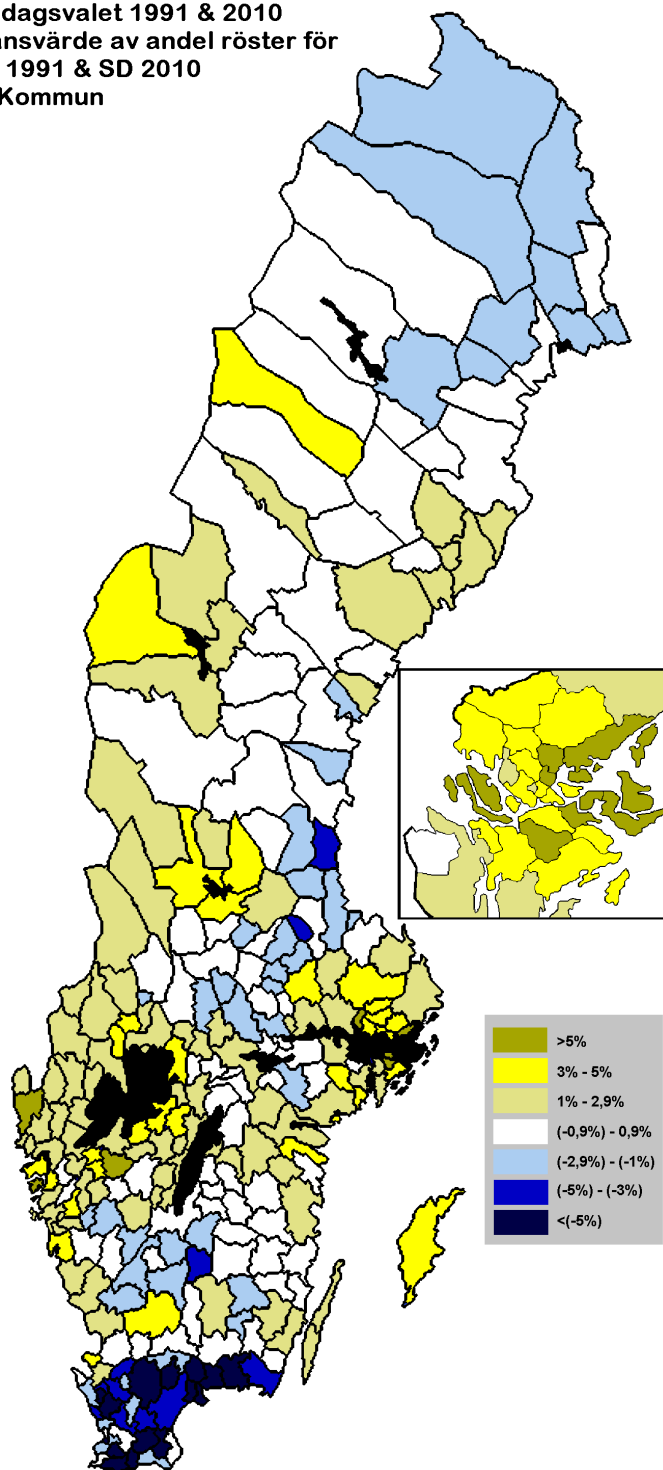 dagsvalet 1991 & 2010
ansvärde av andel röster för
1991 & SD 2010
Kommun
>5%
3% - 5%
1% - 2,9%
(-0,9%) - 0,9%
(-2,9%) - (-1%)
(-5%) - (-3%)
<(-5%)